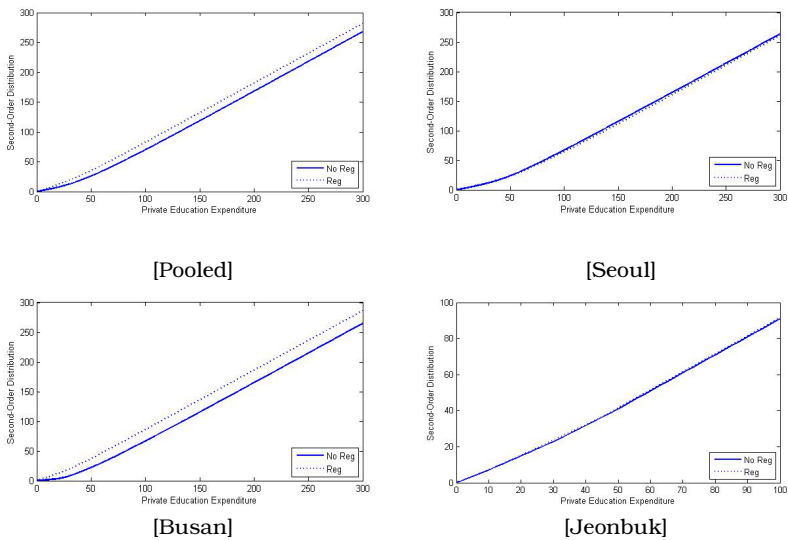 300
250
200
150
100
50
0
Second-Order Distribution
0 50 100 150 200 250 300
Private Education Expenditure
No Reg
Reg
[Pooled]
300
250
200
150
100
50
0
Second-Order Distribution
0 50 100 150 200 250 300
Private Education Expenditure
No Reg
Reg
[Seoul]
300
250
200
150
100
50
0
Second-Order Distribution
0 50 100 150 200 250 300
Private Education Expenditure
No Reg
Reg
[Busan]
100
80
60
40
20
0
Second-Order Distribution
0 10 20 30 40 50 60 70 80 90 100
Private Education Expenditure
No Reg
Reg
[Jeonbuk]